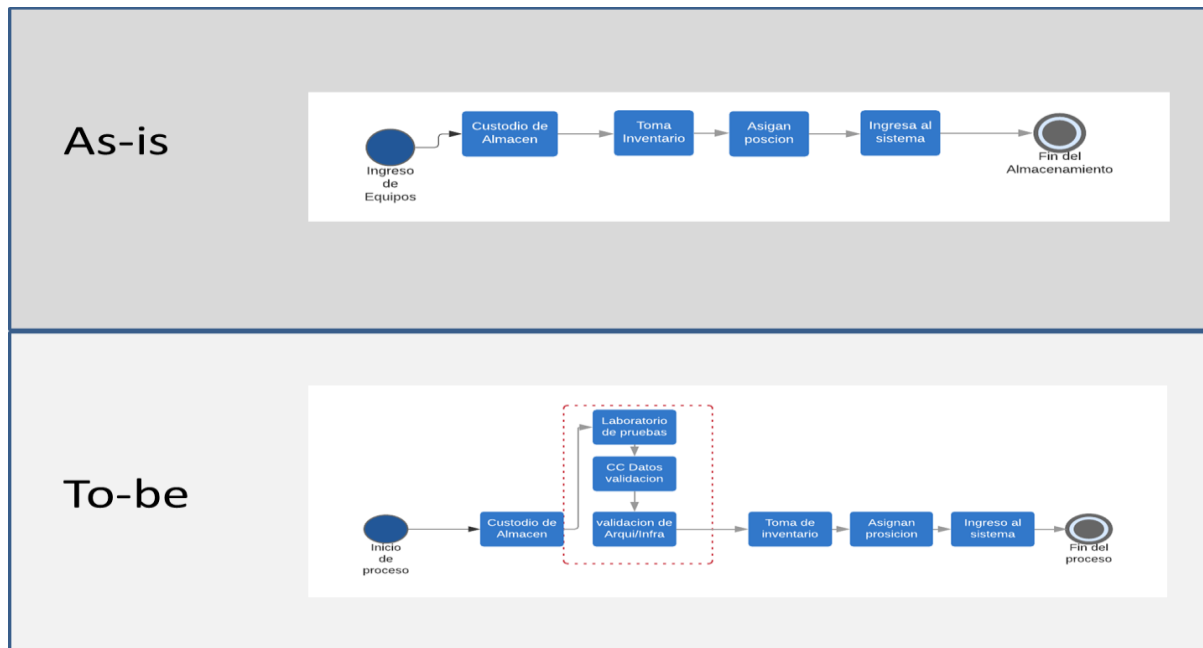 As-is
Ingreso
de
Equipos
Custodio de
Almacen
Toma
Inventario
Asigan
poscion
Ingresa al
sistema
Fin del
Almacenamiento
To-be
Inicio
de
proceso
Custodio de
Almacen
Laboratorio
de pruebas
CC Datos
validacion
validacion de
Arqui/Infra
Toma de
inventario
Asignan
prosicion
Ingreso al
sistema
Fin del
proceso